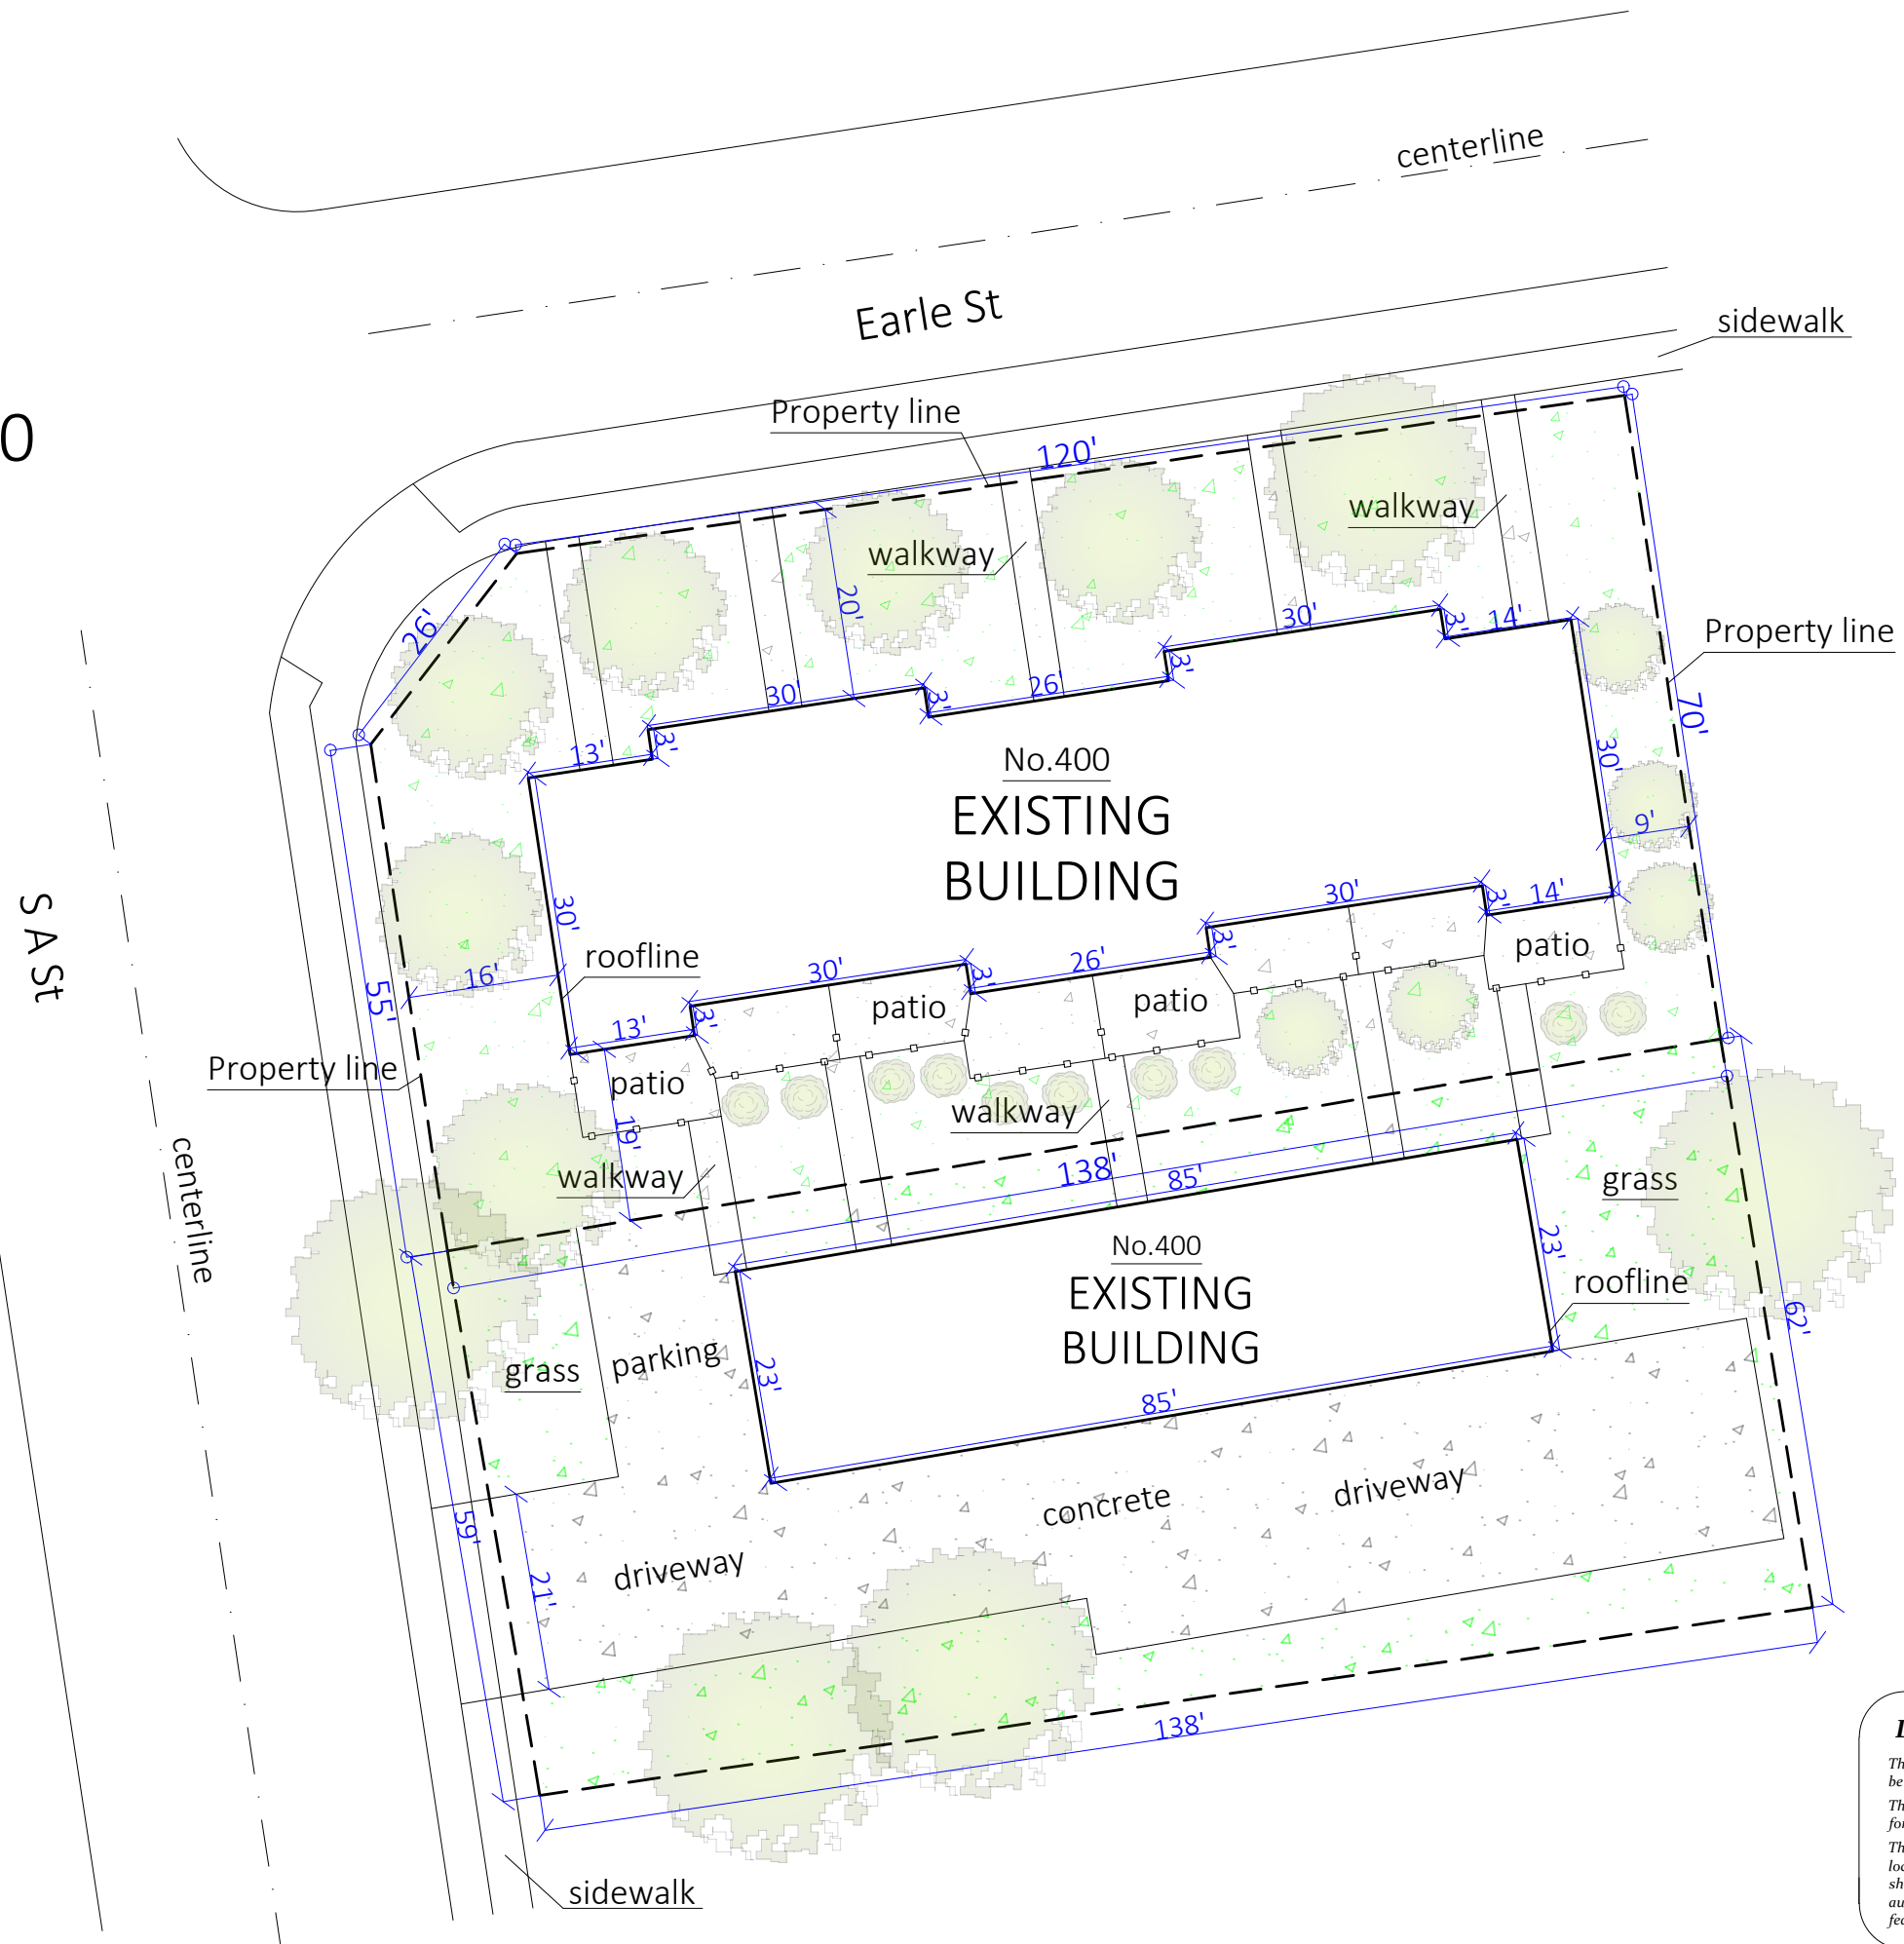 centerline
Earle St
sidewalk
0
Property line
120'
walkway
walkway
20'
26'
30'
3'
14'
Property line
30'
3'
26'
3'
13'
3'
70'
30'
No.400
EXISTING
BUILDING
9'
30'
3'
14'
S A St
30'
roofline
16'
55'
30'
3'
26'
3'
patio
patio
patio
13'
3'
Property line
patio
19'
walkway
walkway
138'
85'
centerline
grass
23'
No.400
EXISTING
BUILDING
roofline
62'
parking
grass
23'
85'
concrete
driveway
59'
driveway
21'
138'
sidewalk